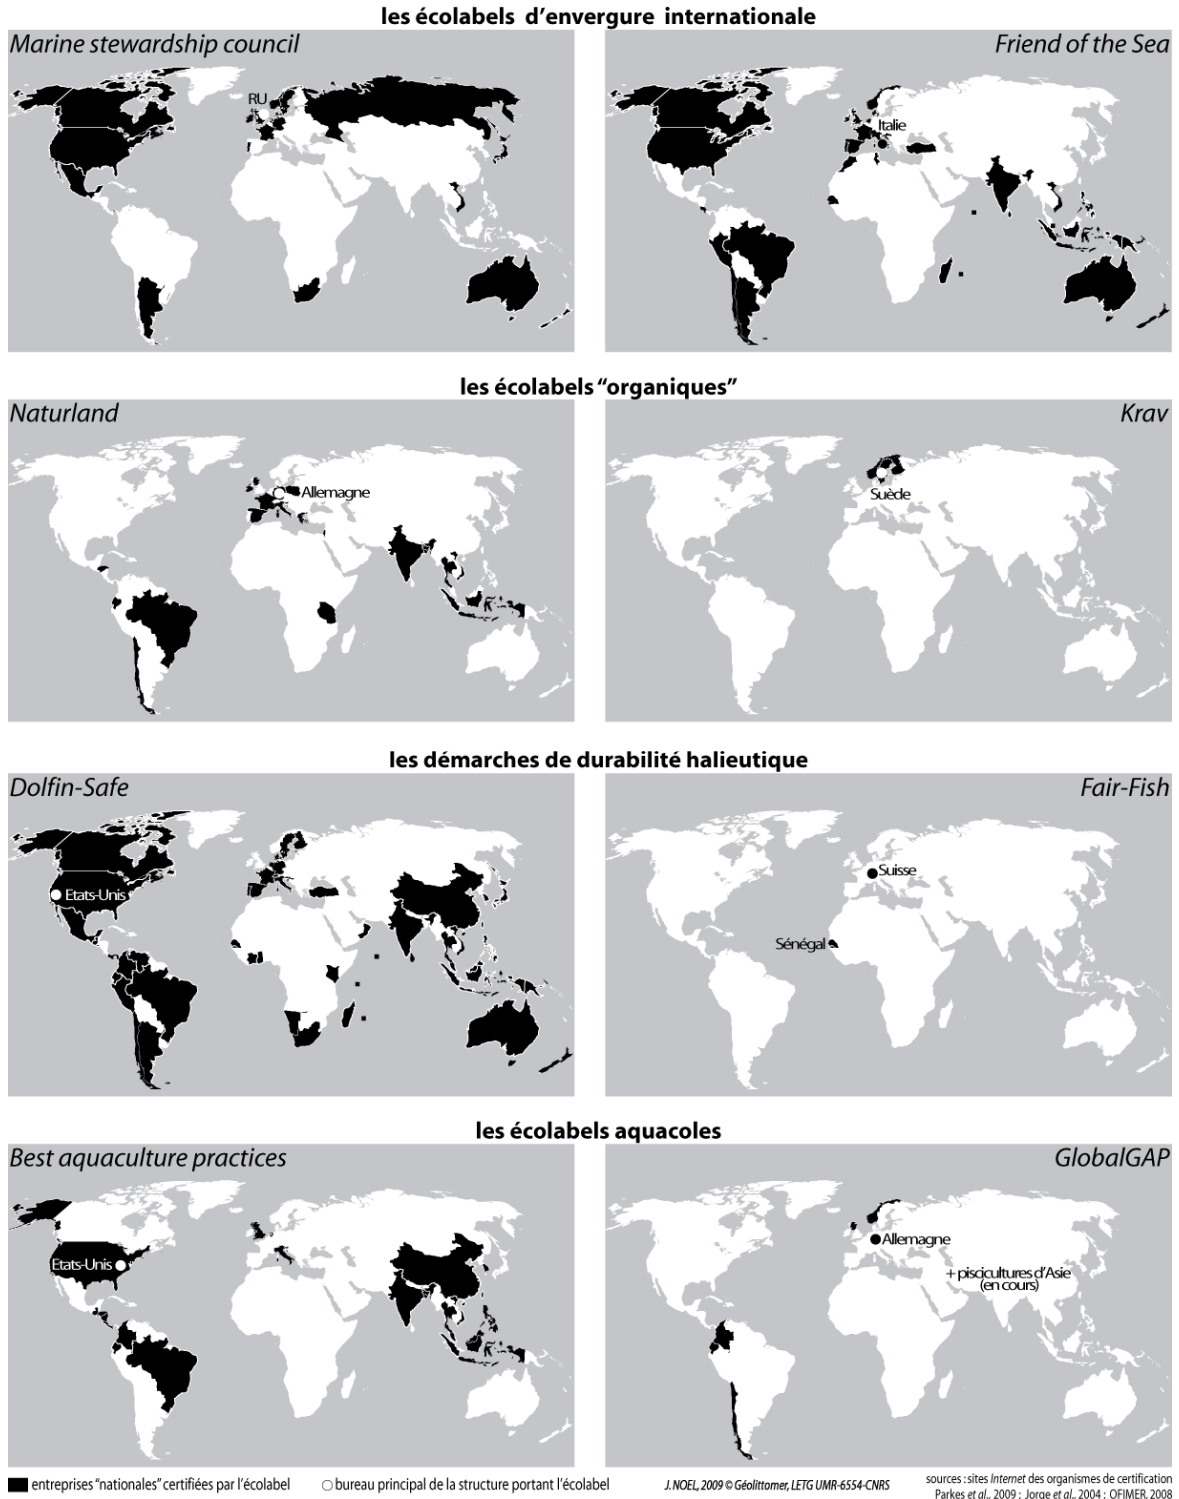 les écolabels d'envergure internationale
Marine stewardship council
Friend of the Sea
RU
Italie
les écolabels "organiques"
Naturland
Krav
Allemagne
Suède
les démarches de durabilité halieutique
Dolfin-Safe
Fair-Fish
Etats-Unis
Suisse
Sénégal
les écolabels aquacoles
Best aquaculture practices
GlobalGAP
Etats-Unis
Allemagne
+ piscicultures d'Asie
(en cours)
entreprises "nationales" certifiées par l'écolabel
bureau principal de la structure portant l'écolabel
J. NOEL, 2009 © Géolittomer, LETG UMR-6554-CNRS
sources : sites Internet des organismes de certification
Parkes et al., 2009 ; Jorge et al., 2004 ; OFIMER, 2008